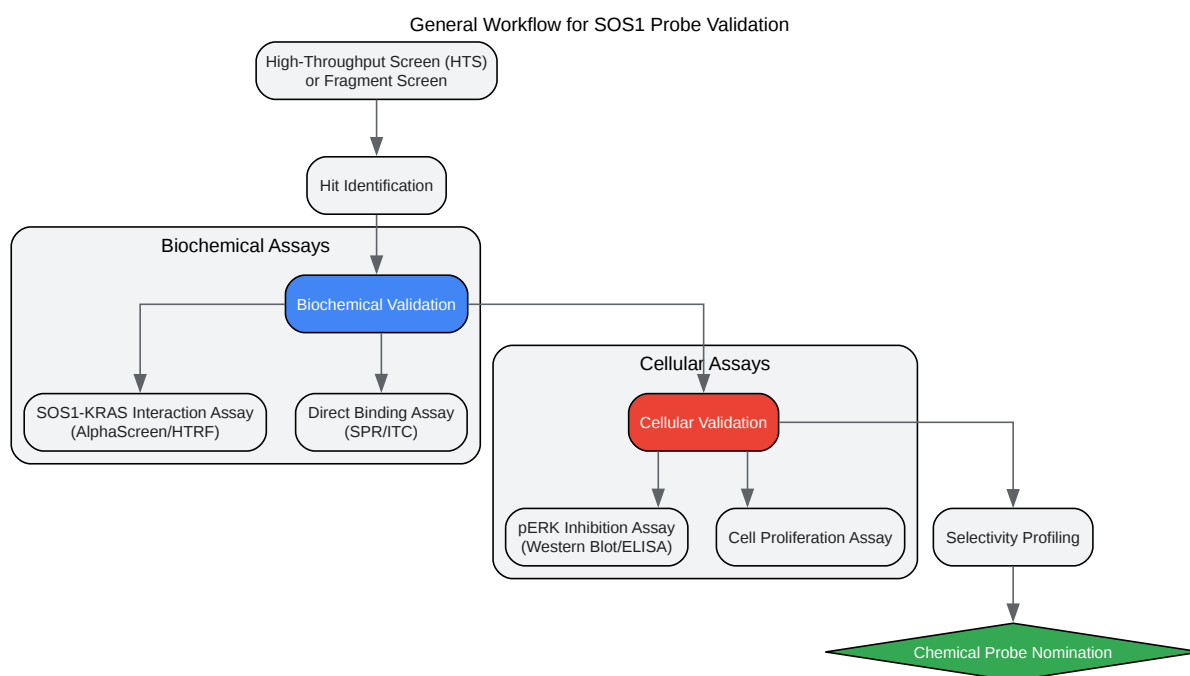 General Workflow for SOS1 Probe Validation
High-Throughput Screen (HTS)
or Fragment Screen
Hit Identification
Biochemical Assays
Biochemical Validation
SOS1-KRAS Interaction Assay
(AlphaScreen/HTRF)
Direct Binding Assay
(SPR/ITC)
Cellular Assays
Cellular Validation
pERK Inhibition Assay
(Western Blot/ELISA)
Cell Proliferation Assay
Selectivity Profiling
Chemical Probe Nomination